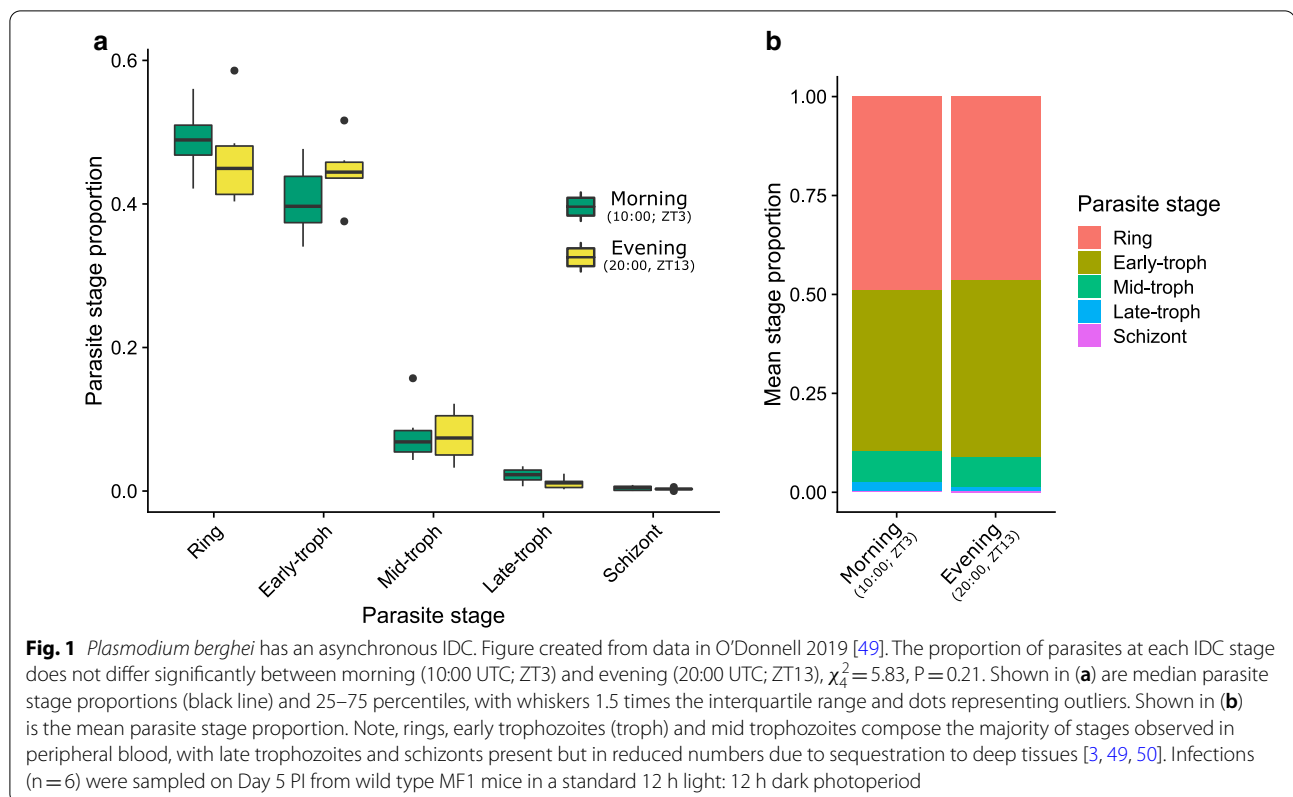 a
Parasite stage proportion
0.6
0.4
0.2
0.0
Morning
(10:00; ZT3)
Evening
(20:00, ZT13)
Ring
Early-troph
Mid-troph
Late-troph
Schizont
Parasite stage
b
Mean stage proportion
1.00
0.75
0.50
0.25
0.00
Morning
(10:00; ZT3)
Evening
(20:00, ZT13)
Parasite stage
Ring
Early-troph
Mid-troph
Late-troph
Schizont
Fig. 1 Plasmodium berghei has an asynchronous IDC. Figure created from data in O’Donnell 2019 [49]. The proportion of parasites at each IDC stage
does not differ significantly between morning (10:00 UTC; ZT3) and evening (20:00 UTC; ZT13), χ²₄ = 5.83, P = 0.21. Shown in (a) are median parasite
stage proportions (black line) and 25–75 percentiles, with whiskers 1.5 times the interquartile range and dots representing outliers. Shown in (b)
is the mean parasite stage proportion. Note, rings, early trophozoites (troph) and mid trophozoites compose the majority of stages observed in
peripheral blood, with late trophozoites and schizonts present but in reduced numbers due to sequestration to deep tissues [3, 49, 50]. Infections
(n = 6) were sampled on Day 5 PI from wild type MF1 mice in a standard 12 h light: 12 h dark photoperiod